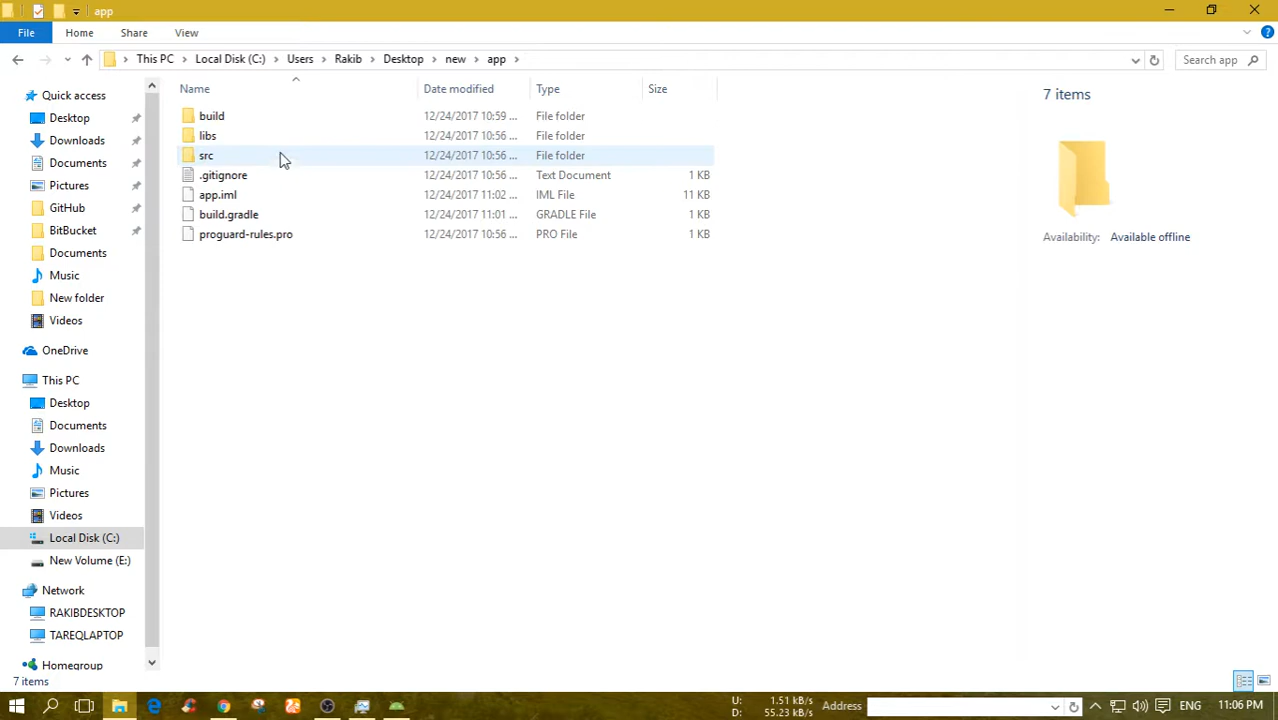 app
File Home Share View
This PC Local Disk (C:) Users Rakib Desktop new app Search app
Name Date modified Type Size
build 12/24/2017 10:59 ... File folder
libs 12/24/2017 10:56 ... File folder
src 12/24/2017 10:56 ... File folder
.gitignore 12/24/2017 10:56 ... Text Document 1 KB
app.iml 12/24/2017 11:02 ... IML File 11 KB
build.gradle 12/24/2017 11:01 ... GRADLE File 1 KB
proguard-rules.pro 12/24/2017 10:56 ... PRO File 1 KB
Quick access
Desktop
Downloads
Documents
Pictures
GitHub
BitBucket
Documents
Music
New folder
Videos
OneDrive
This PC
Desktop
Documents
Downloads
Music
Pictures
Videos
Local Disk (C:)
New Volume (E:)
Network
RAKIBDESKTOP
TAREQLAPTOP
Homegroup
7 items
Availability: Available offline
7 items
U: 1.51 kB/s
D: 55.23 kB/s
Address
ENG
11:06 PM